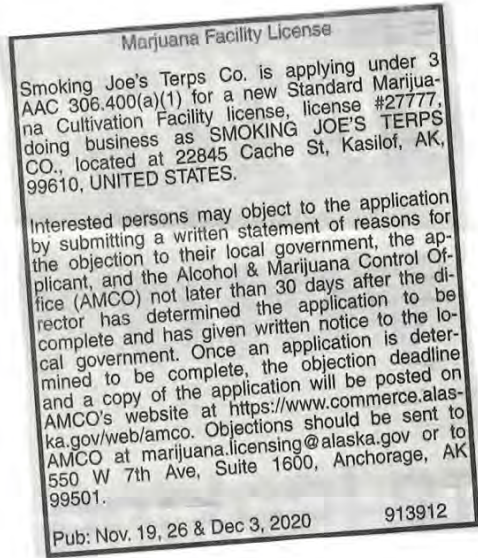 Marjuana Facility License
Smoking Joe's Terps Co. is applying under 3
AAC 306.400(a)(1) for a new Standard Marijua-
na Cultivation Facility license, license #27777,
doing business as SMOKING JOE'S TERPS
CO., located at 22845 Cache St, Kasilof, AK,
99610, UNITED STATES.
Interested persons may object to the application
by submitting a written statement of reasons for
the objection to their local government, the ap-
plicant, and the Alcohol & Marijuana Control Of-
fice (AMCO) not later than 30 days after the di-
rector has determined the application to be
complete and has given written notice to the lo-
cal government. Once an application is deter-
mined to be complete, the objection deadline
and a copy of the application will be posted on
AMCO's website at https://www.commerce.alas-
ka.gov/web/amco. Objections should be sent to
AMCO at marijuana.licensing@alaska.gov or to
550 W 7th Ave, Suite 1600, Anchorage, AK
99501.
Pub: Nov. 19, 26 & Dec 3, 2020 913912